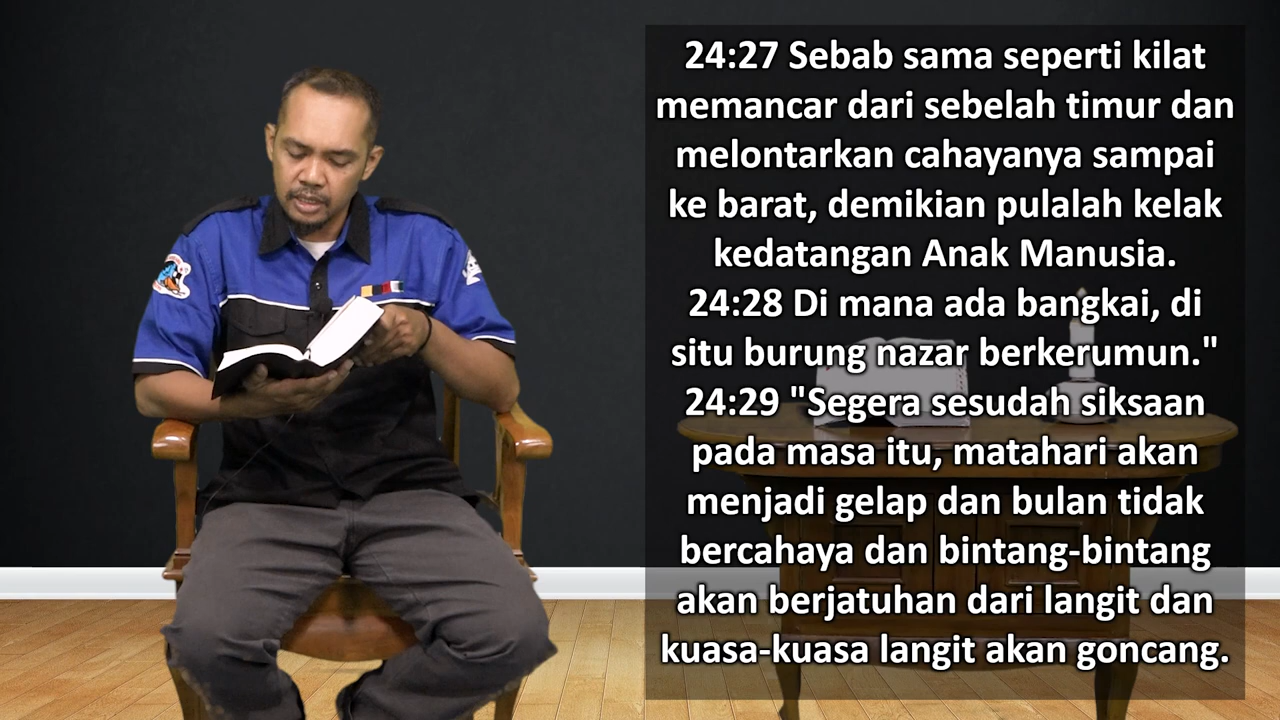 24:27 Sebab sama seperti kilat
memancar dari sebelah timur dan
melontarkan cahayanya sampai
ke barat, demikian pulalah kelak
kedatangan Anak Manusia.
24:28 Di mana ada bangkai, di
situ burung nazar berkerumun."
24:29 "Segera sesudah siksaan
pada masa itu, matahari akan
menjadi gelap dan bulan tidak
bercahaya dan bintang-bintang
akan berjatuhan dari langit dan
kuasa-kuasa langit akan goncang.